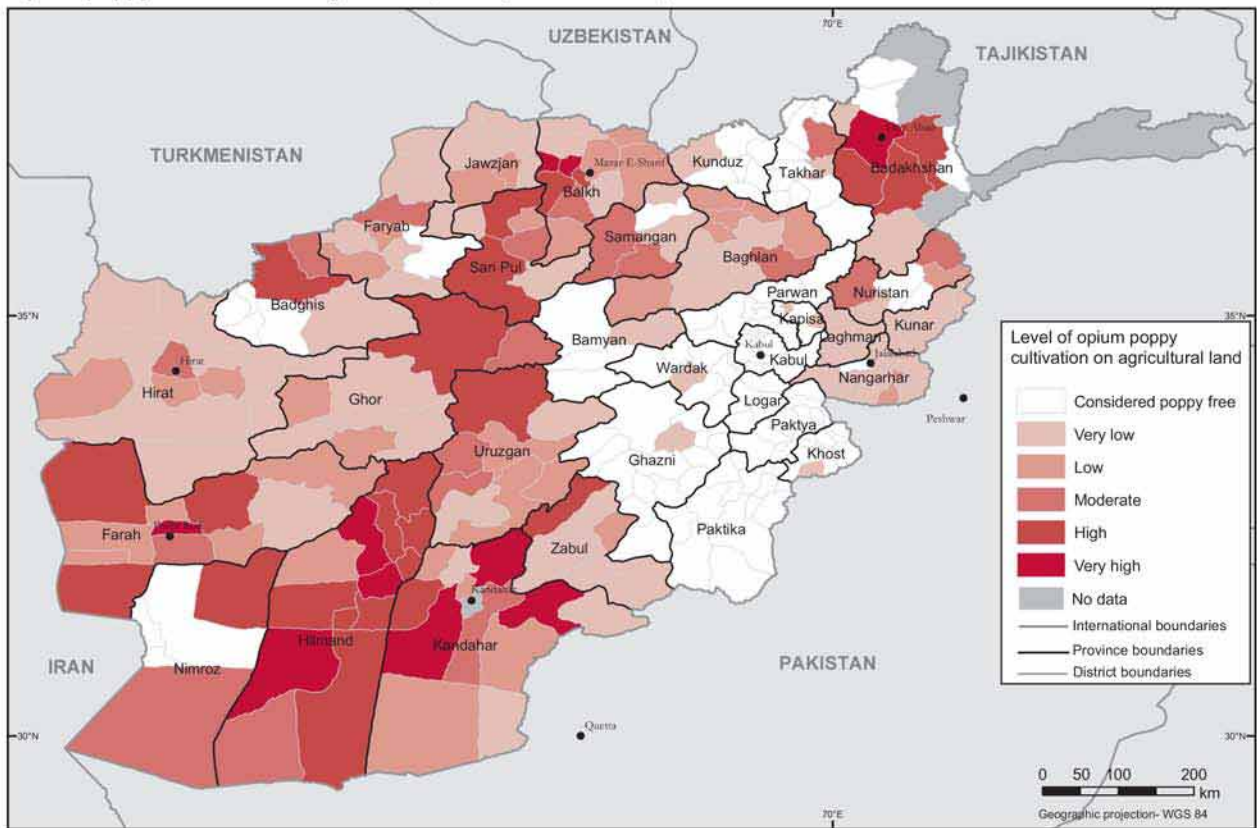 70°E
UZBEKISTAN
TAJIKISTAN
TURKMENISTAN
Jawzjan
Mazar E-Sharif
Kunduz
Takhar
Badakhshan
Balkh
Faryab
Samangan
Baghlan
Sari Pul
Nuristan
Badghis
Parwan
Kapisa
Kunar
35°N
35°N
Bamyan
Laghman
Kabul
Kabul
Jalalabad
Wardak
Nangarhar
Hirat
Hirat
Ghor
Logar
Peshwar
Paktya
Uruzgan
Ghazni
Khost
Farah
Paktika
Zabul
Kandahar
Hilmand
Kandahar
IRAN
Nimroz
PAKISTAN
Quetta
30°N
30°N
70°E
Level of opium poppy
cultivation on agricultural land
Considered poppy free
Very low
Low
Moderate
High
Very high
No data
International boundaries
Province boundaries
District boundaries
0 50 100 200
km
Geographic projection- WGS 84